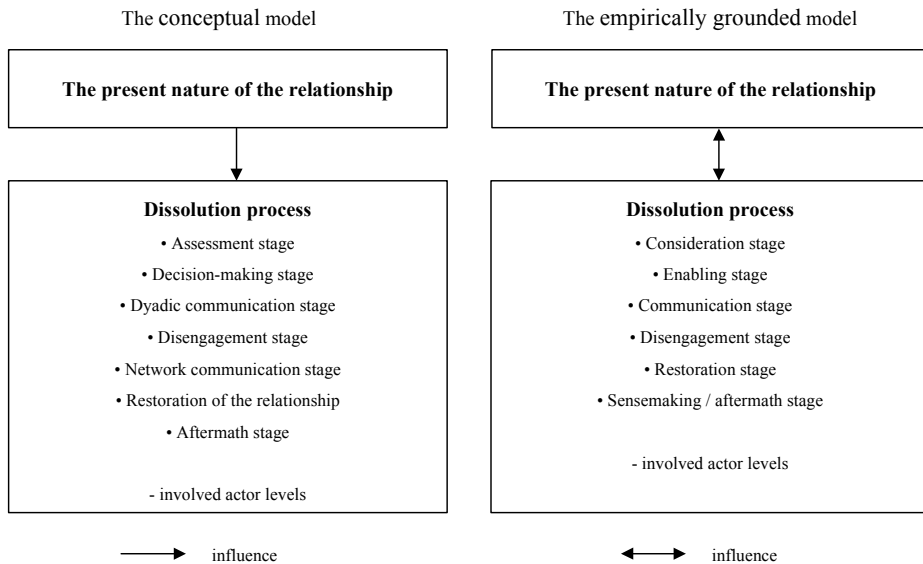 The conceptual model
The present nature of the relationship
Dissolution process
• Assessment stage
• Decision-making stage
• Dyadic communication stage
• Disengagement stage
• Network communication stage
• Restoration of the relationship
• Aftermath stage
- involved actor levels
influence
The empirically grounded model
The present nature of the relationship
Dissolution process
• Consideration stage
• Enabling stage
• Communication stage
• Disengagement stage
• Restoration stage
• Sensemaking / aftermath stage
- involved actor levels
influence